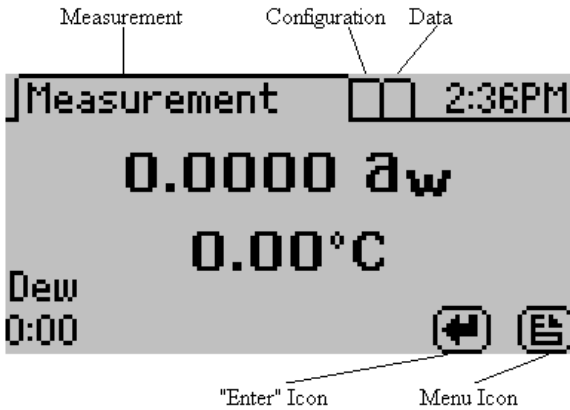 Measurement Configuration Data
Measurement 2:36PM
0.0000 aw
0.00°C
Dew
0:00
"Enter" Icon Menu Icon